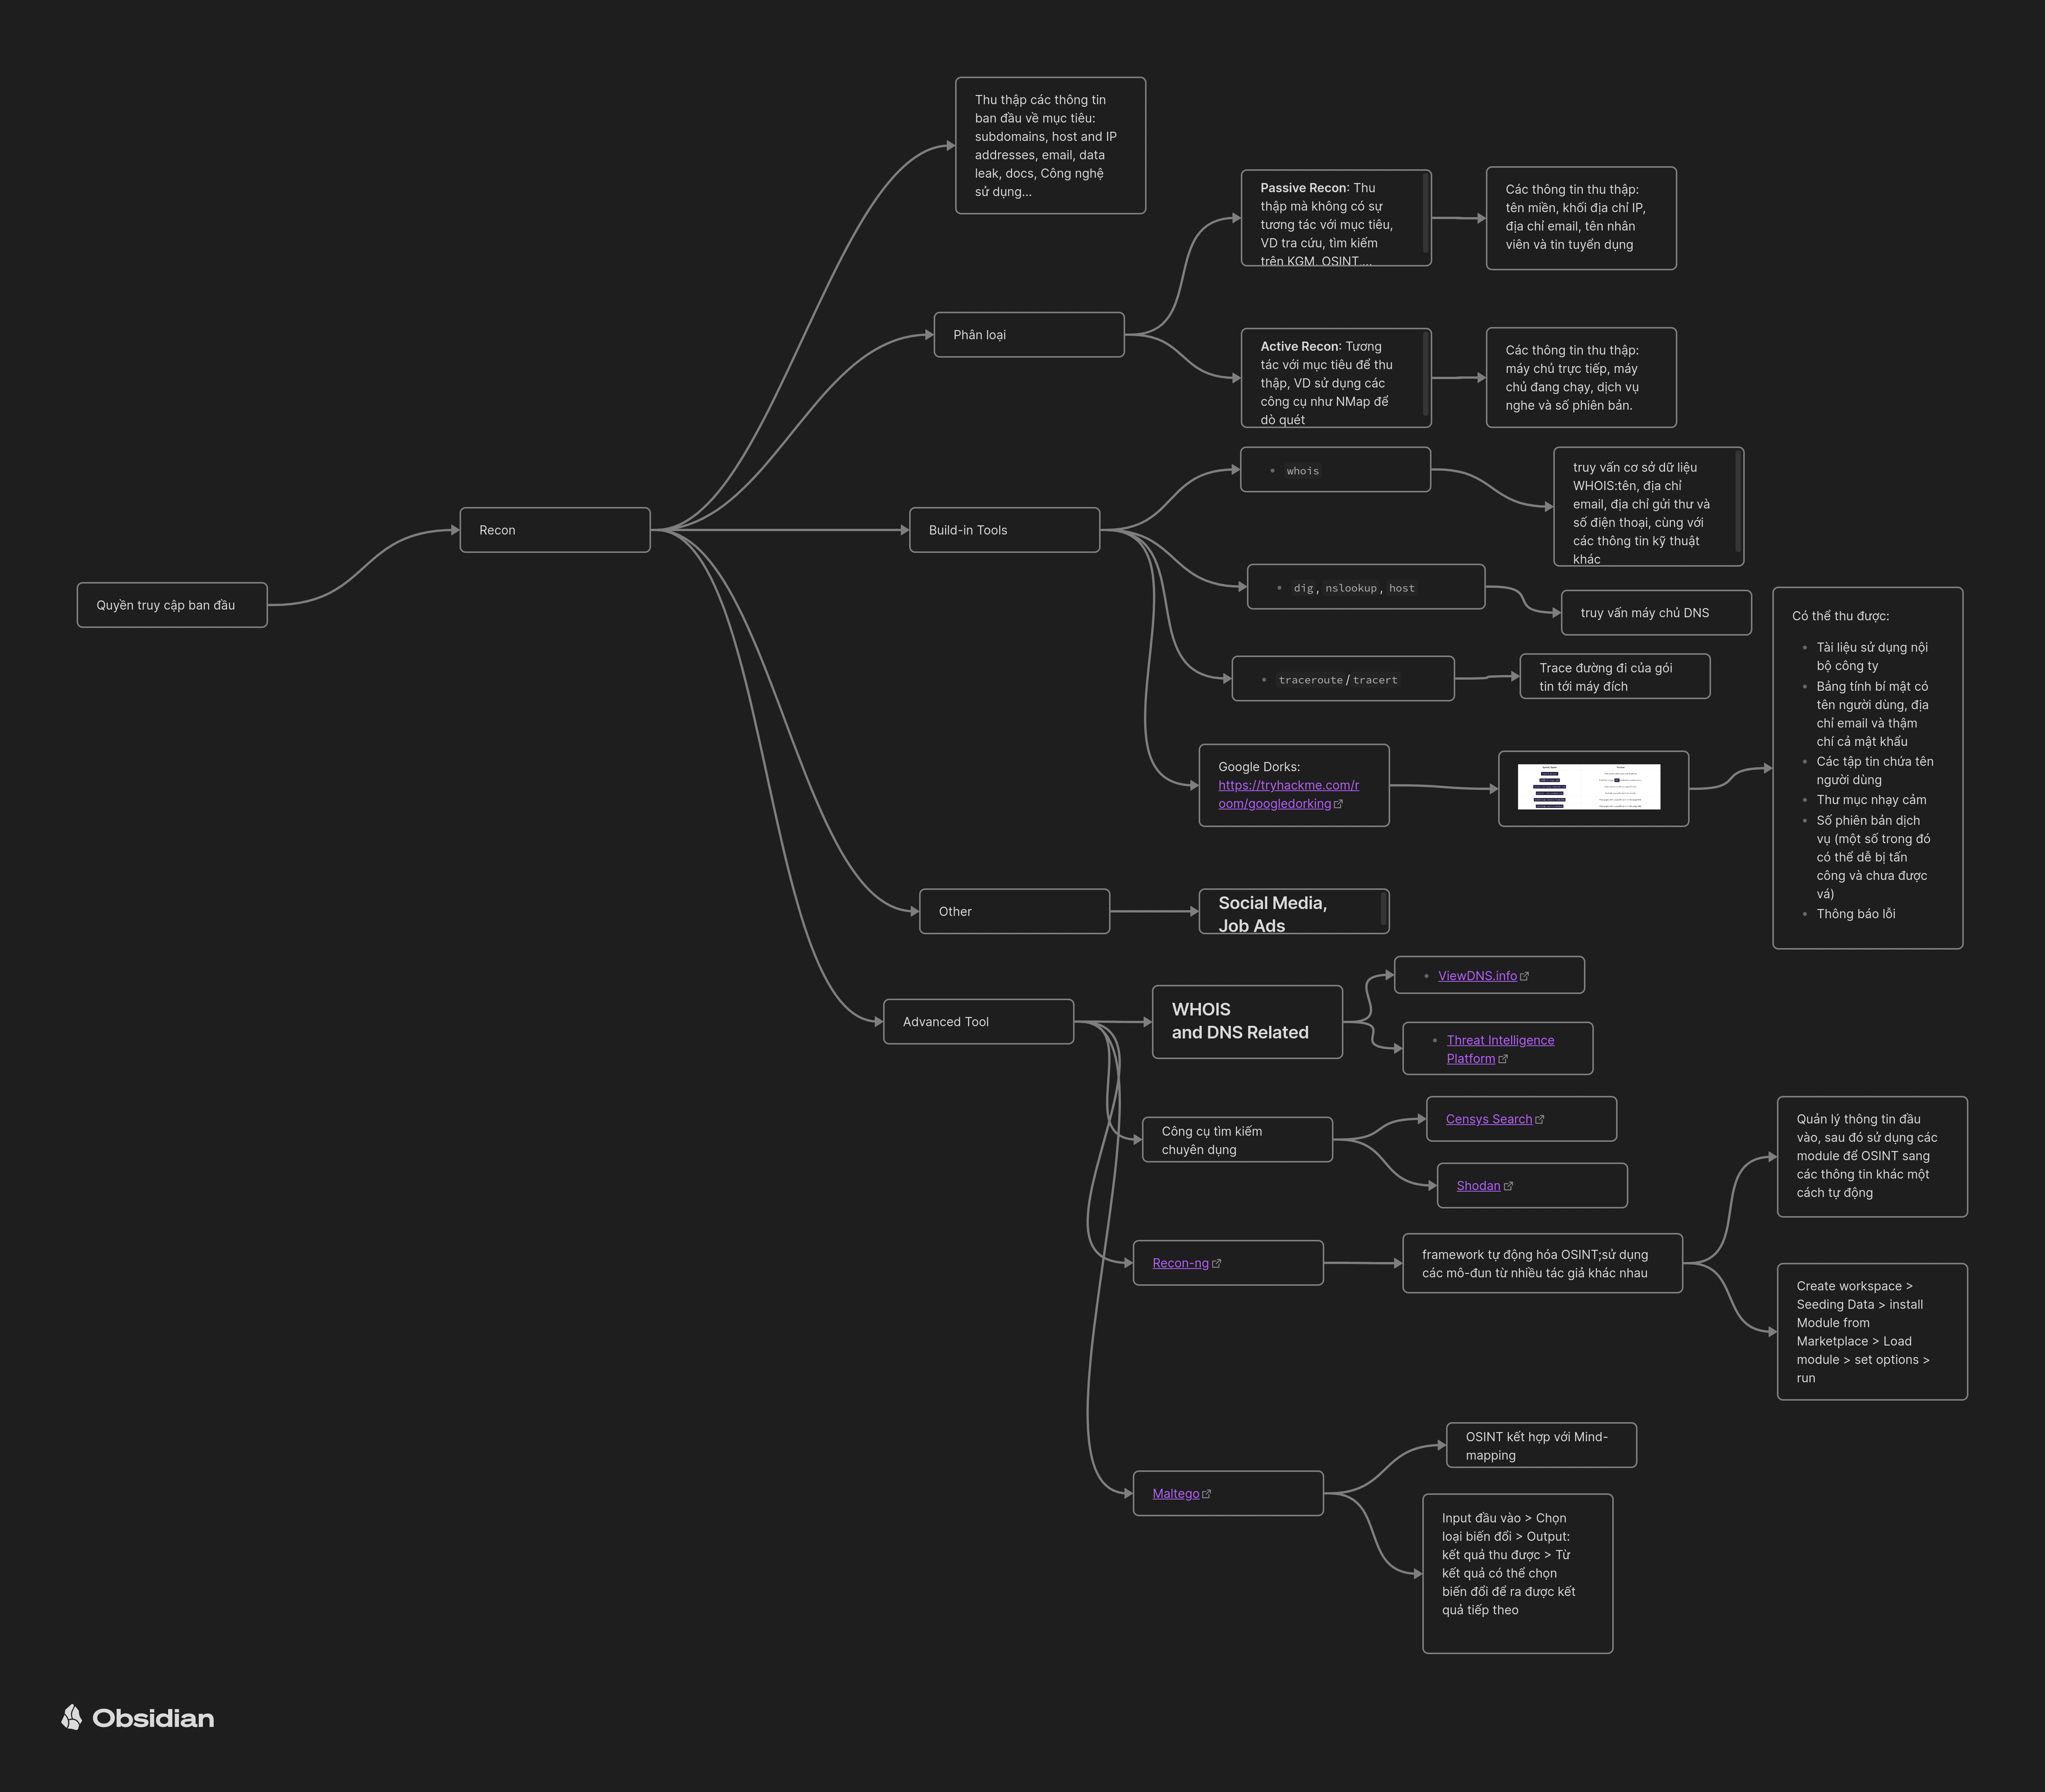 Thu thập các thông tin
ban đầu về mục tiêu:
subdomains, host and IP
addresses, email, data
leak, docs, Công nghệ
sử dụng...
Passive Recon: Thu
thập mà không có sự
tương tác với mục tiêu,
VD tra cứu, tìm kiếm
trên KGM, OSINT,...
Các thông tin thu thập:
tên miền, khối địa chỉ IP,
địa chỉ email, tên nhân
viên và tin tuyển dụng
Phân loại
Active Recon: Tương
tác với mục tiêu để thu
thập, VD sử dụng các
công cụ như NMap để
dò quét
Các thông tin thu thập:
máy chủ trực tiếp, máy
chủ đang chạy, dịch vụ
nghe và số phiên bản.
Quyền truy cập ban đầu
Recon
Build-in Tools
whois
truy vấn cơ sở dữ liệu
WHOIS:tên, địa chỉ
email, địa chỉ gửi thư và
số điện thoại, cùng với
các thông tin kỹ thuật
khác
dig, nslookup, host
truy vấn máy chủ DNS
traceroute/tracert
Trace đường đi của gói
tin tới máy đích
Google Dorks:
https://tryhackme.com/r
oom/googledorking
Có thể thu được:
Tài liệu sử dụng nội
bộ công ty
Bảng tính bí mật có
tên người dùng, địa
chỉ email và thậm
chí cả mật khẩu
Các tập tin chứa tên
người dùng
Thư mục nhạy cảm
Số phiên bản dịch
vụ (một số trong đó
có thể dễ bị tấn
công và chưa được
vá)
Thông báo lỗi
Other
Social Media,
Job Ads
Advanced Tool
WHOIS
and DNS Related
ViewDNS.info
Threat Intelligence
Platform
Công cụ tìm kiếm
chuyên dụng
Censys Search
Shodan
Recon-ng
framework tự động hóa OSINT;sử dụng
các mô-đun từ nhiều tác giả khác nhau
Quản lý thông tin đầu
vào, sau đó sử dụng các
module để OSINT sang
các thông tin khác một
cách tự động
Create workspace >
Seeding Data > install
Module from
Marketplace > Load
module > set options >
run
Maltego
OSINT kết hợp với Mind-
mapping
Input đầu vào > Chọn
loại biến đổi > Output:
kết quả thu được > Từ
kết quả có thể chọn
biến đổi để ra được kết
quả tiếp theo
Obsidian